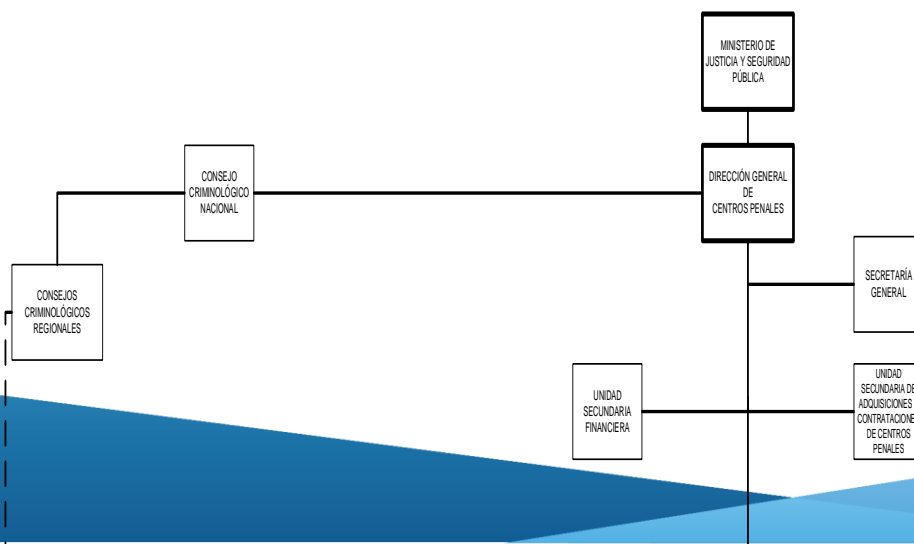 MINISTERIO DE
JUSTICIA Y SEGURIDAD
PÚBLICA
CONSEJO
CRIMINOLÓGICO
NACIONAL
DIRECCIÓN GENERAL
DE
CENTROS PENALES
CONSEJOS
CRIMINOLÓGICOS
REGIONALES
SECRETARÍA
GENERAL
UNIDAD
SECUNDARIA
FINANCIERA
UNIDAD
SECUNDARIA DE
ADQUISICIONES
CONTRATACIONE
DE CENTROS
PENALES